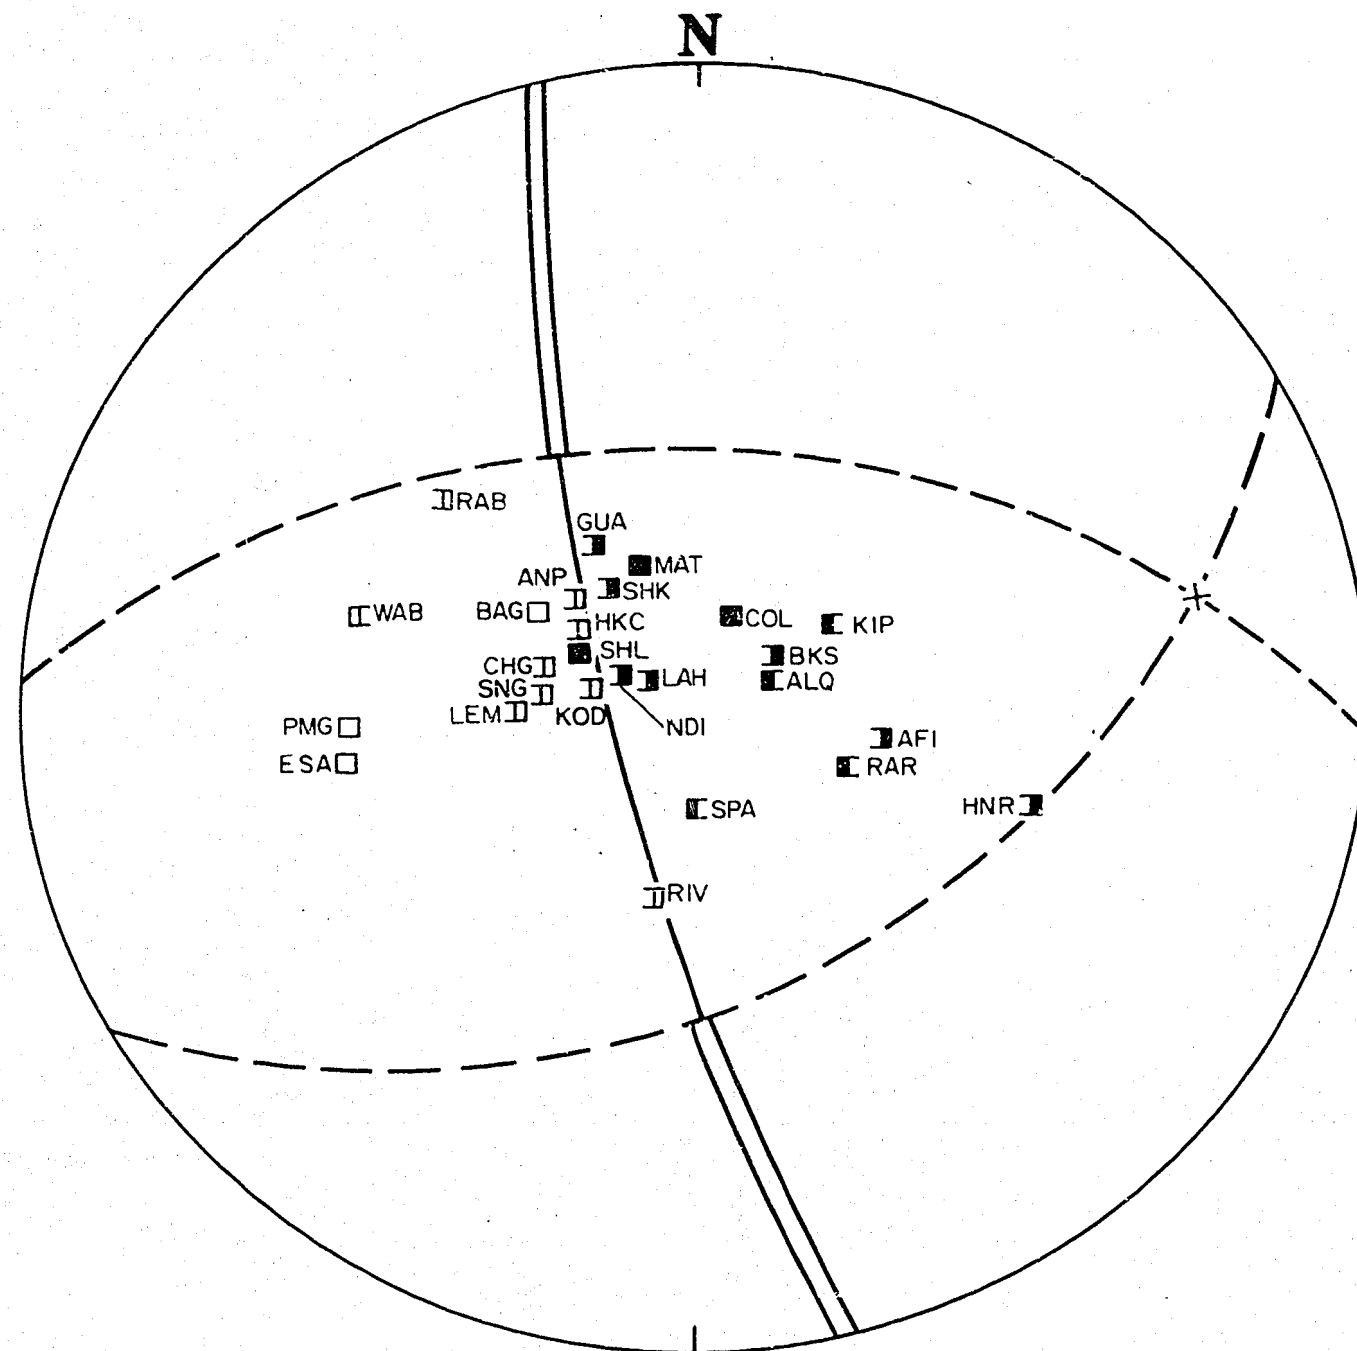 N
RAB
GUA
MAT
ANP
SHK
WAB
BAG
COL
HKC
KIP
SHL
BKS
CHG
LAH
ALQ
SNG
LEM
KOD
NDI
PMG
AFI
ESA
RAR
HNR
SPA
RIV